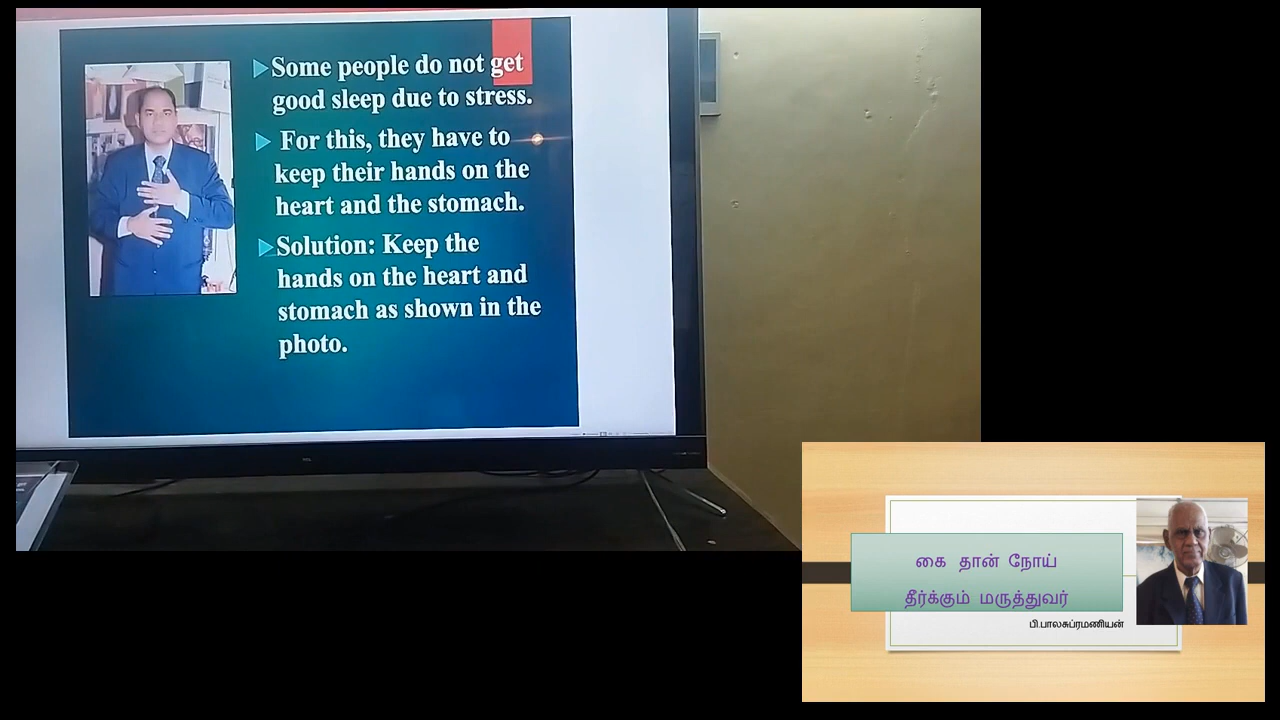 Some people do not get
good sleep due to stress.
For this, they have to
keep their hands on the
heart and the stomach.
Solution: Keep the
hands on the heart and
stomach as shown in the
photo.
கை தான் நோய்
தீர்க்கும் மருத்துவர்
பி.பாலசுப்ரமணியன்